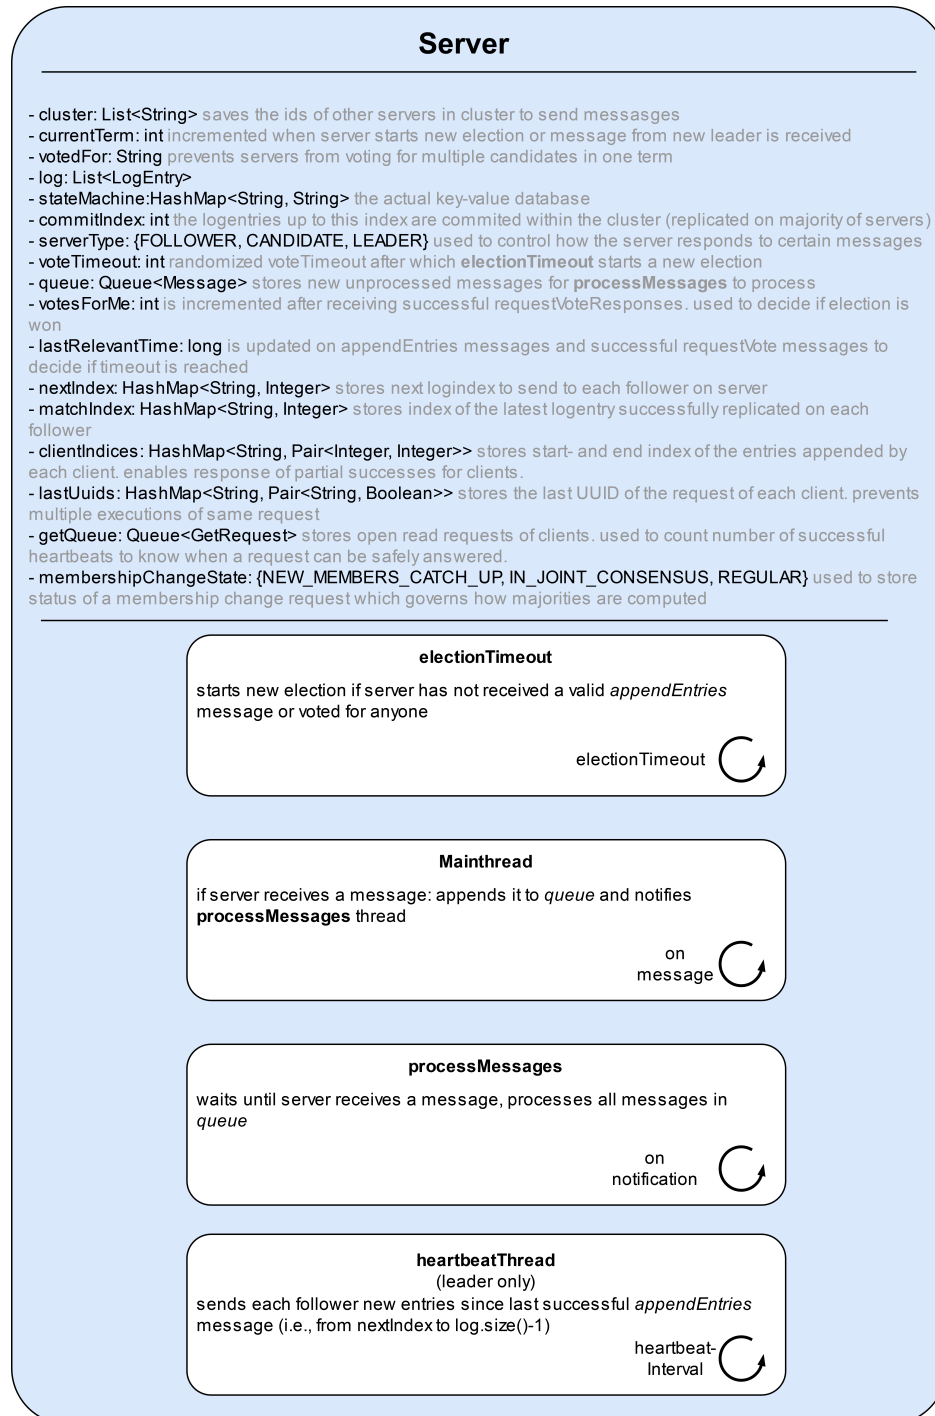 Server
- cluster: List<String> saves the ids of other servers in cluster to send messasges
- currentTerm: int incremented when server starts new election or message from new leader is received
- votedFor: String prevents servers from voting for multiple candidates in one term
- log: List<LogEntry>
- stateMachine:HashMap<String, String> the actual key-value database
- commitIndex: int the logentries up to this index are commited within the cluster (replicated on majority of servers)
- serverType: {FOLLOWER, CANDIDATE, LEADER} used to control how the server responds to certain messages
- voteTimeout: int randomized voteTimeout after which electionTimeout starts a new election
- queue: Queue<Message> stores new unprocessed messages for processMessages to process
- votesForMe: int is incremented after receiving successful requestVoteResponses. used to decide if election is
won
- lastRelevantTime: long is updated on appendEntries messages and successful requestVote messages to
decide if timeout is reached
- nextIndex: HashMap<String, Integer> stores next logindex to send to each follower on server
- matchIndex: HashMap<String, Integer> stores index of the latest logentry successfully replicated on each
follower
- clientIndices: HashMap<String, Pair<Integer, Integer>> stores start- and end index of the entries appended by
each client. enables response of partial successes for clients.
- lastUuids: HashMap<String, Pair<String, Boolean>> stores the last UUID of the request of each client. prevents
multiple executions of same request
- getQueue: Queue<GetRequest> stores open read requests of clients. used to count number of successful
heartbeats to know when a request can be safely answered.
- membershipChangeState: {NEW_MEMBERS_CATCH_UP, IN_JOINT_CONSENSUS, REGULAR} used to store
status of a membership change request which governs how majorities are computed
electionTimeout
starts new election if server has not received a valid appendEntries
message or voted for anyone
electionTimeout
Mainthread
if server receives a message: appends it to queue and notifies
processMessages thread
on
message
processMessages
waits until server receives a message, processes all messages in
queue
on
notification
heartbeatThread
(leader only)
sends each follower new entries since last successful appendEntries
message (i.e., from nextIndex to log.size()-1)
heartbeat-
Interval